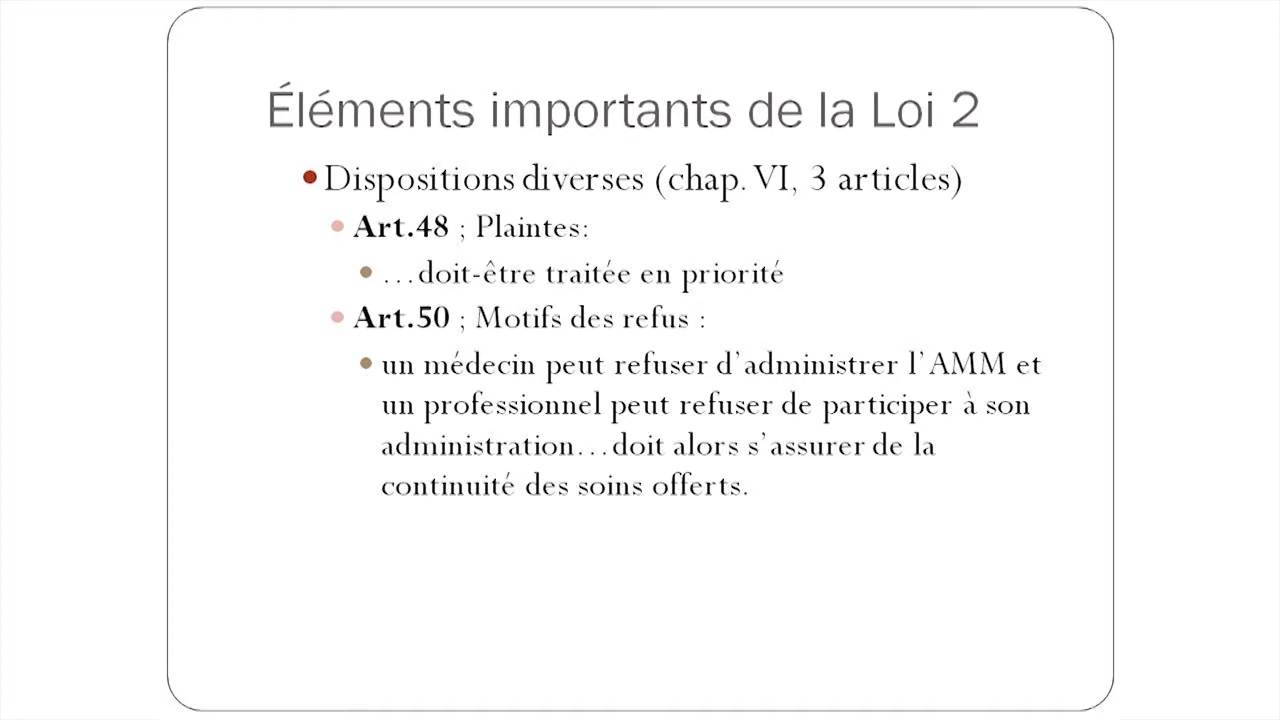 Éléments importants de la Loi 2
Dispositions diverses (chap. VI, 3 articles)
Art.48 ; Plaintes:
…doit-être traitée en priorité
Art.50 ; Motifs des refus :
un médecin peut refuser d’administrer l’AMM et
un professionnel peut refuser de participer à son
administration…doit alors s’assurer de la
continuité des soins offerts.